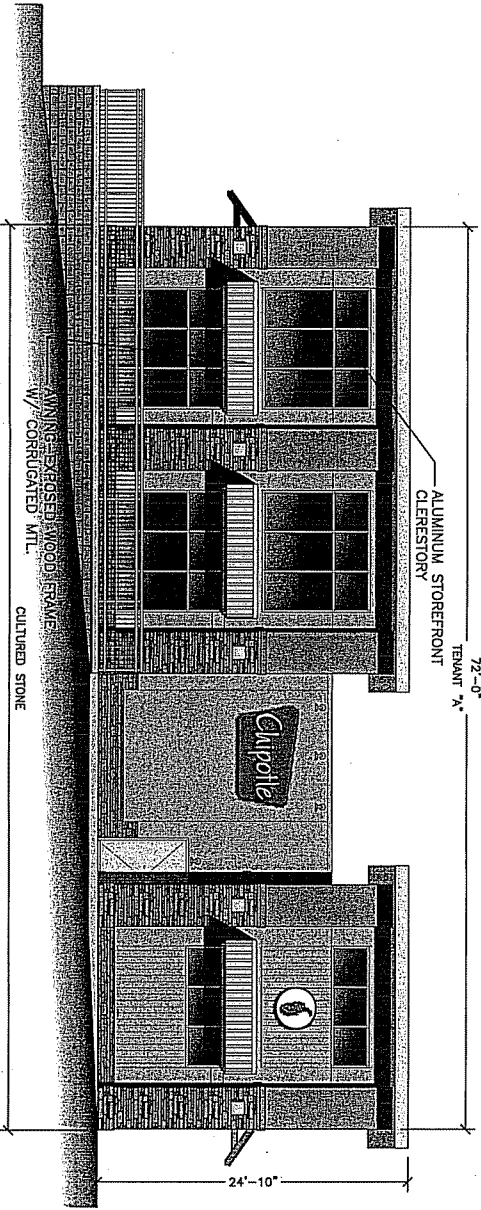 72'-0"
TENANT "A"
ALUMINUM STOREFRONT
CLERESTORY
Chipotle
24'-10"
AWNING-EXPOSED WOOD FRAME
W/ CORRUGATED MTL.
CULTURED STONE